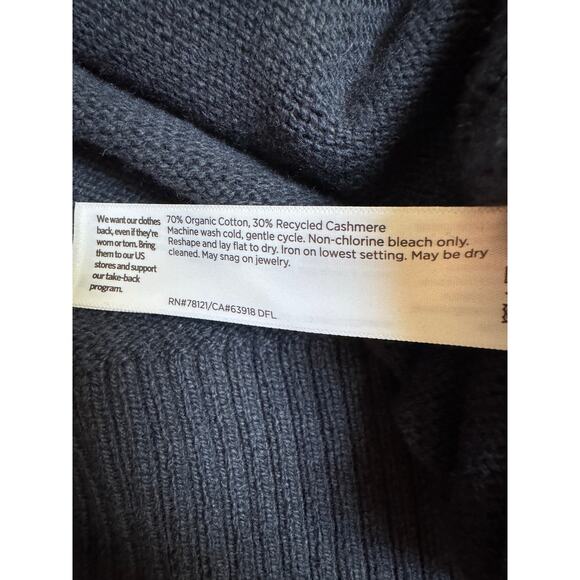 We want our clothes
back, even if they're
worn or torn. Bring
them to our US
stores and support
our take-back
program.
70% Organic Cotton, 30% Recycled Cashmere
Machine wash cold, gentle cycle. Non-chlorine bleach only.
Reshape and lay flat to dry. Iron on lowest setting. May be dry
cleaned. May snag on jewelry.
RN#78121/CA#63918 DFL